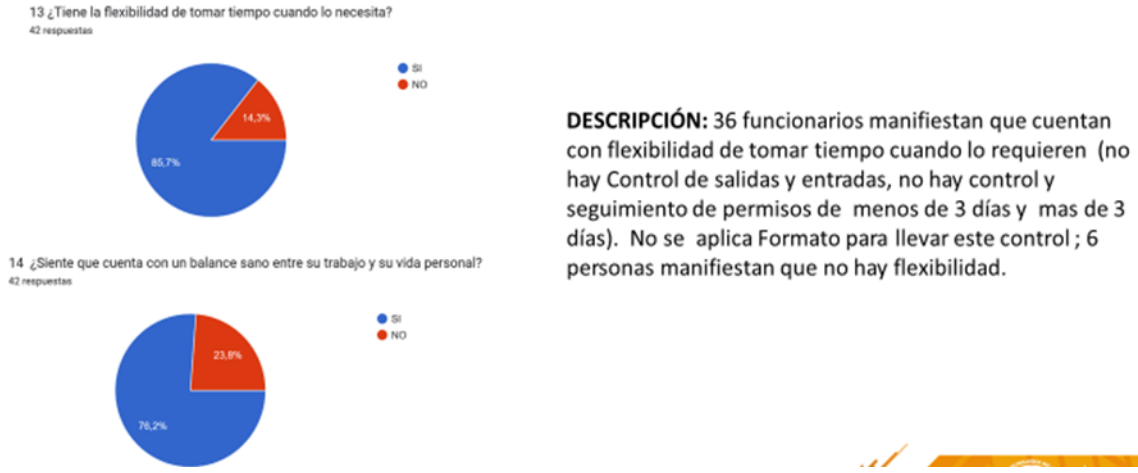 13 ¿Tiene la flexibilidad de tomar tiempo cuando lo necesita?
42 respuestas
SI
NO
14,3%
85,7%
14 ¿Siente que cuenta con un balance sano entre su trabajo y su vida personal?
42 respuestas
SI
NO
23,8%
76,2%
DESCRIPCIÓN: 36 funcionarios manifiestan que cuentan
con flexibilidad de tomar tiempo cuando lo requieren (no
hay Control de salidas y entradas, no hay control y
seguimiento de permisos de menos de 3 días y mas de 3
días). No se aplica Formato para llevar este control ; 6
personas manifiestan que no hay flexibilidad.